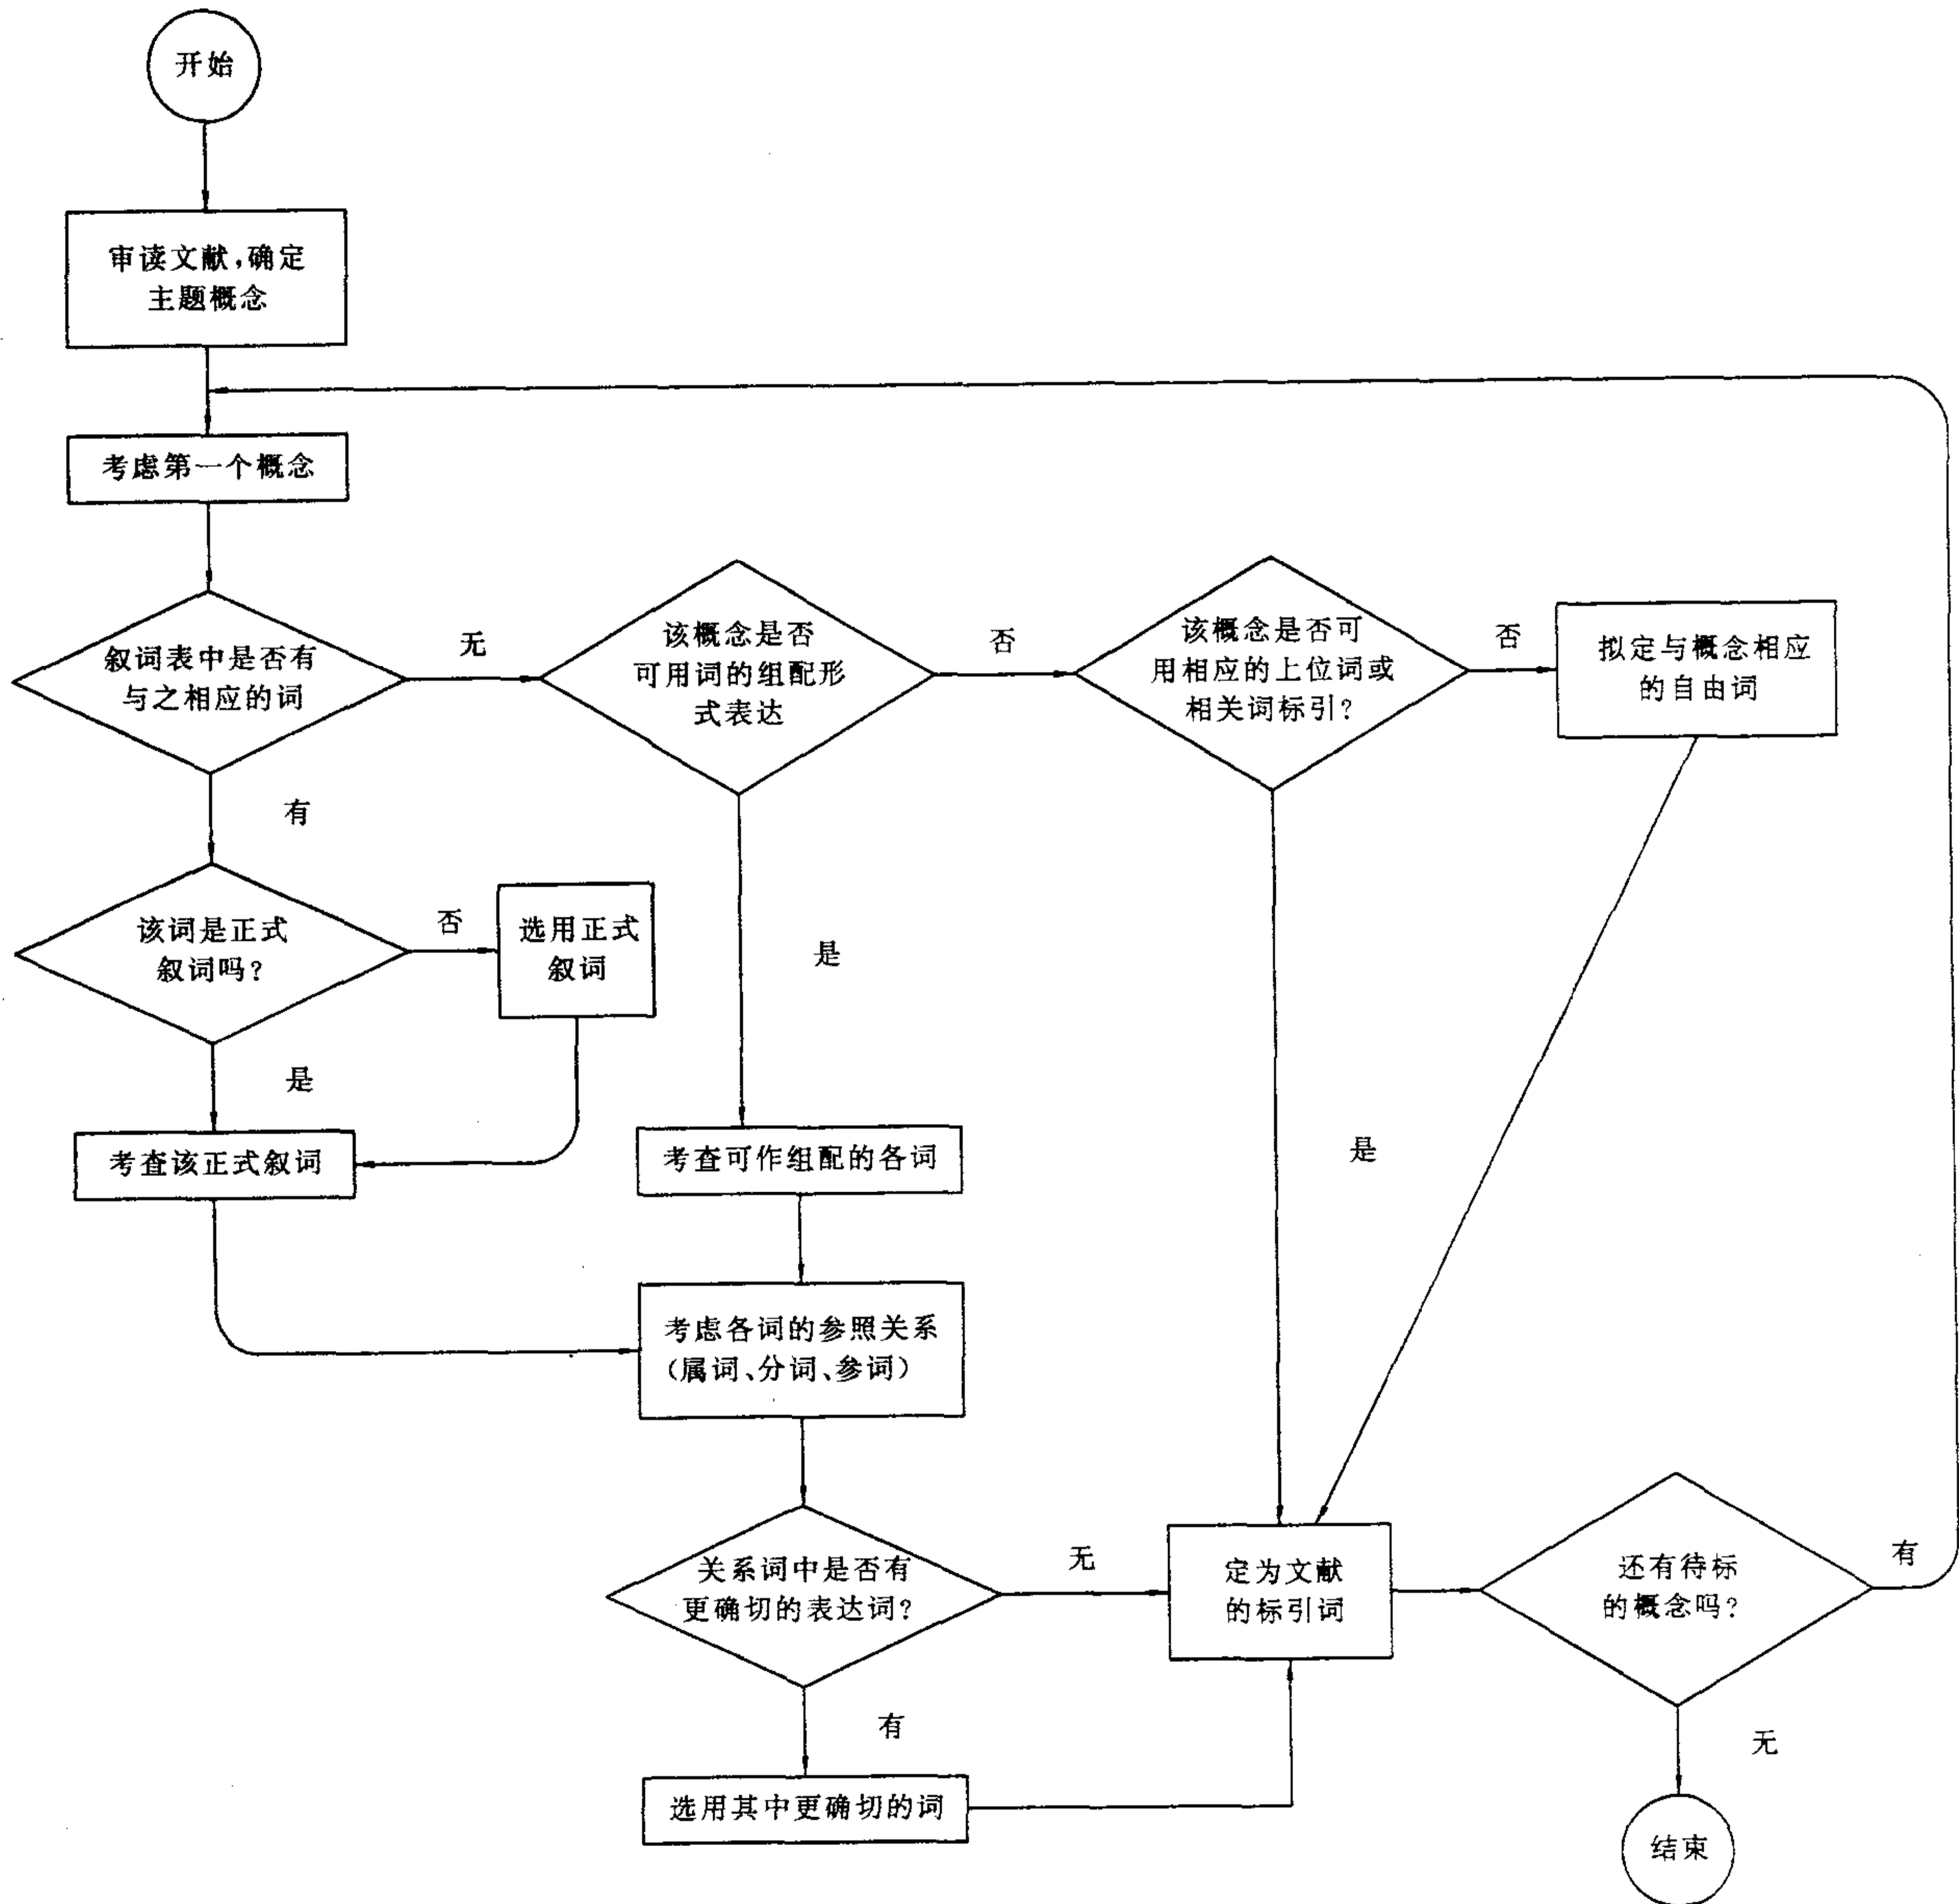 开始
审读文献,确定
主题概念
考虑第一个概念
叙词表中是否有
与之相应的词
无
该概念是否
可用词的组配形
式表达
否
该概念是否可
用相应的上位词或
相关词标引?
否
拟定与概念相应
的自由词
有
该词是正式
叙词吗?
否
选用正式
叙词
是
是
考查该正式叙词
考查可作组配的各词
是
考虑各词的参照关系
(属词、分词、参词)
关系词中是否有
更确切的表达词?
无
定为文献
的标引词
还有待标
的概念吗?
有
有
无
选用其中更确切的词
结束